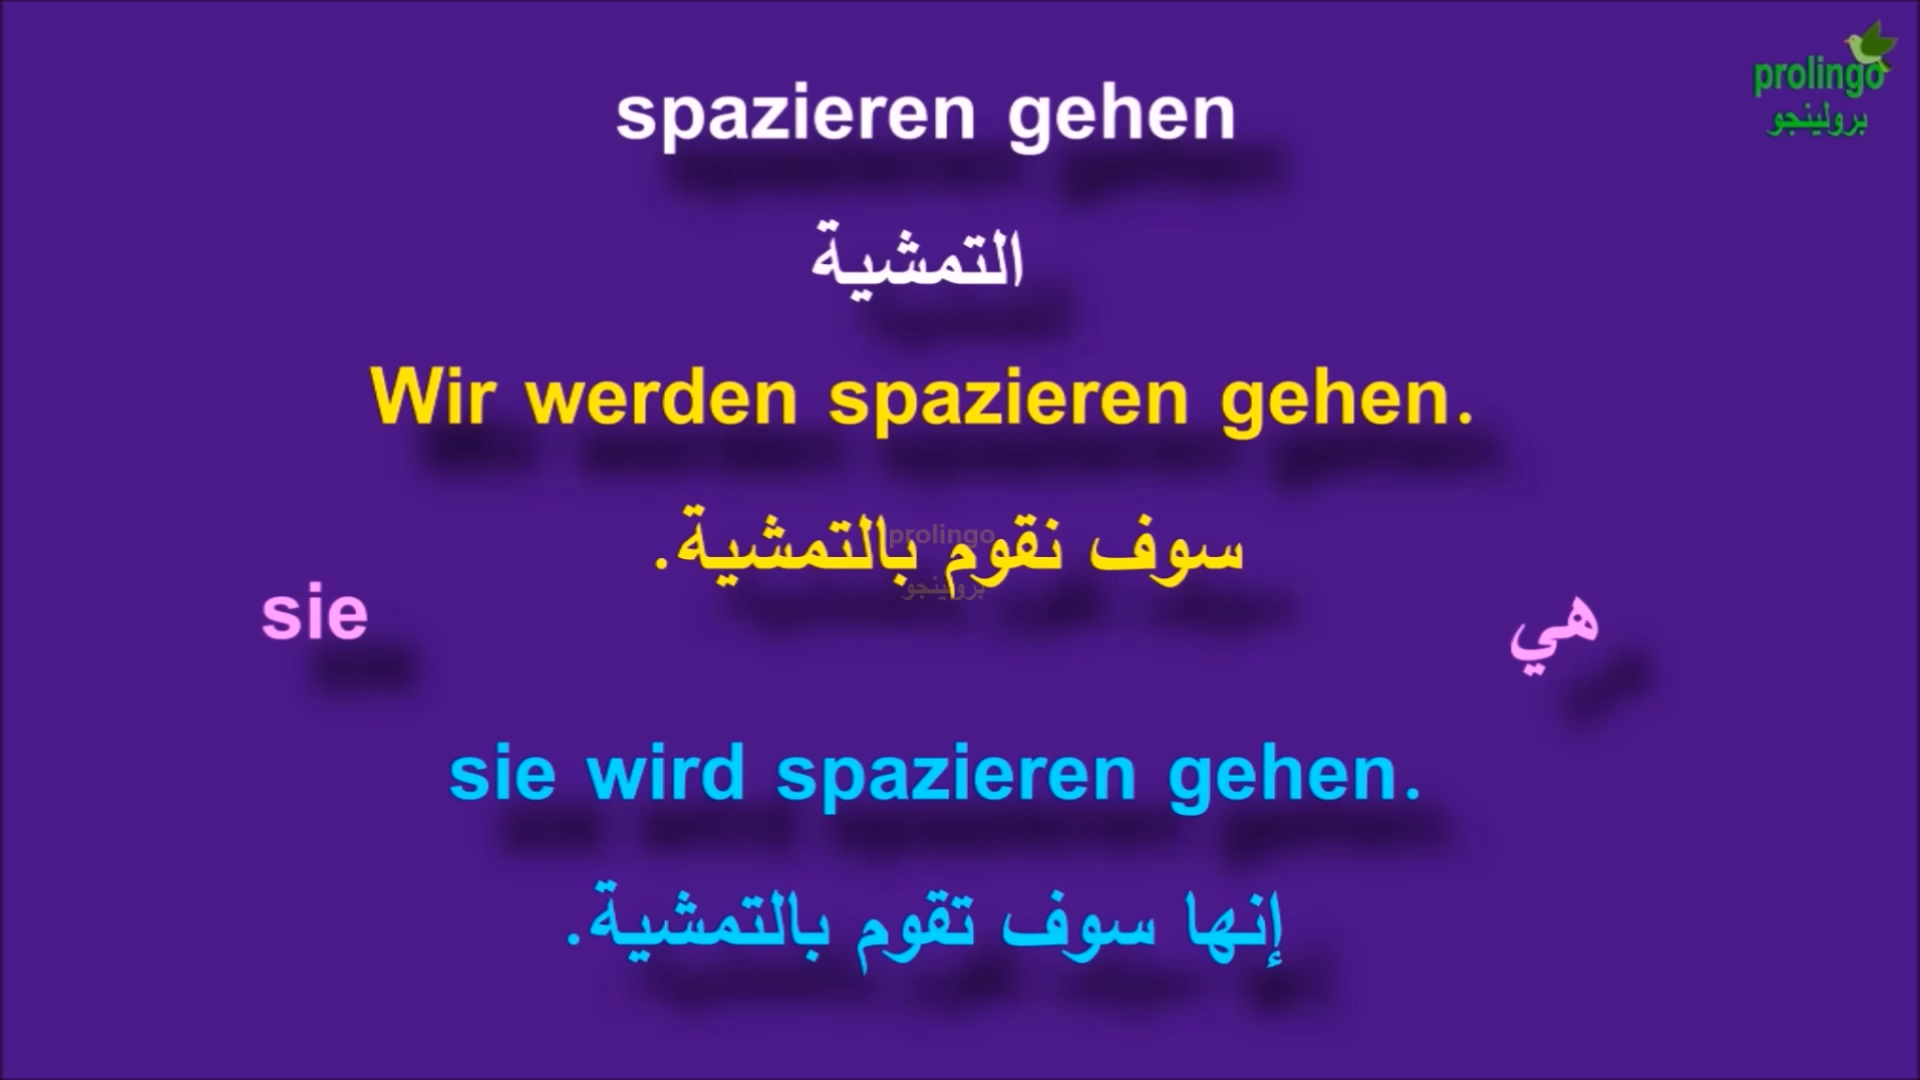 prolingo
برولينجو
spazieren gehen
التمشية
Wir werden spazieren gehen.
سوف نقوم بالتمشية.
prolingo
برولينجو
sie
هي
sie wird spazieren gehen.
إنها سوف تقوم بالتمشية.